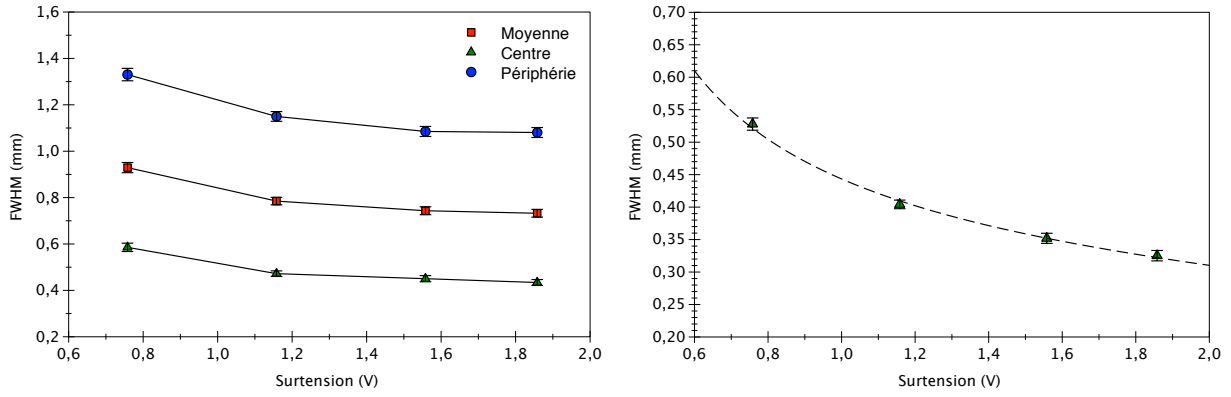 1,6
1,4
1,2
1,0
0,8
0,6
0,4
0,2
FWHM (mm)
Moyenne
Centre
Périphérie
0,6 0,8 1,0 1,2 1,4 1,6 1,8 2,0
Surtension (V)
0,70
0,65
0,60
0,55
0,50
0,45
0,40
0,35
0,30
0,25
0,20
FWHM (mm)
0,6 0,8 1,0 1,2 1,4 1,6 1,8 2,0
Surtension (V)